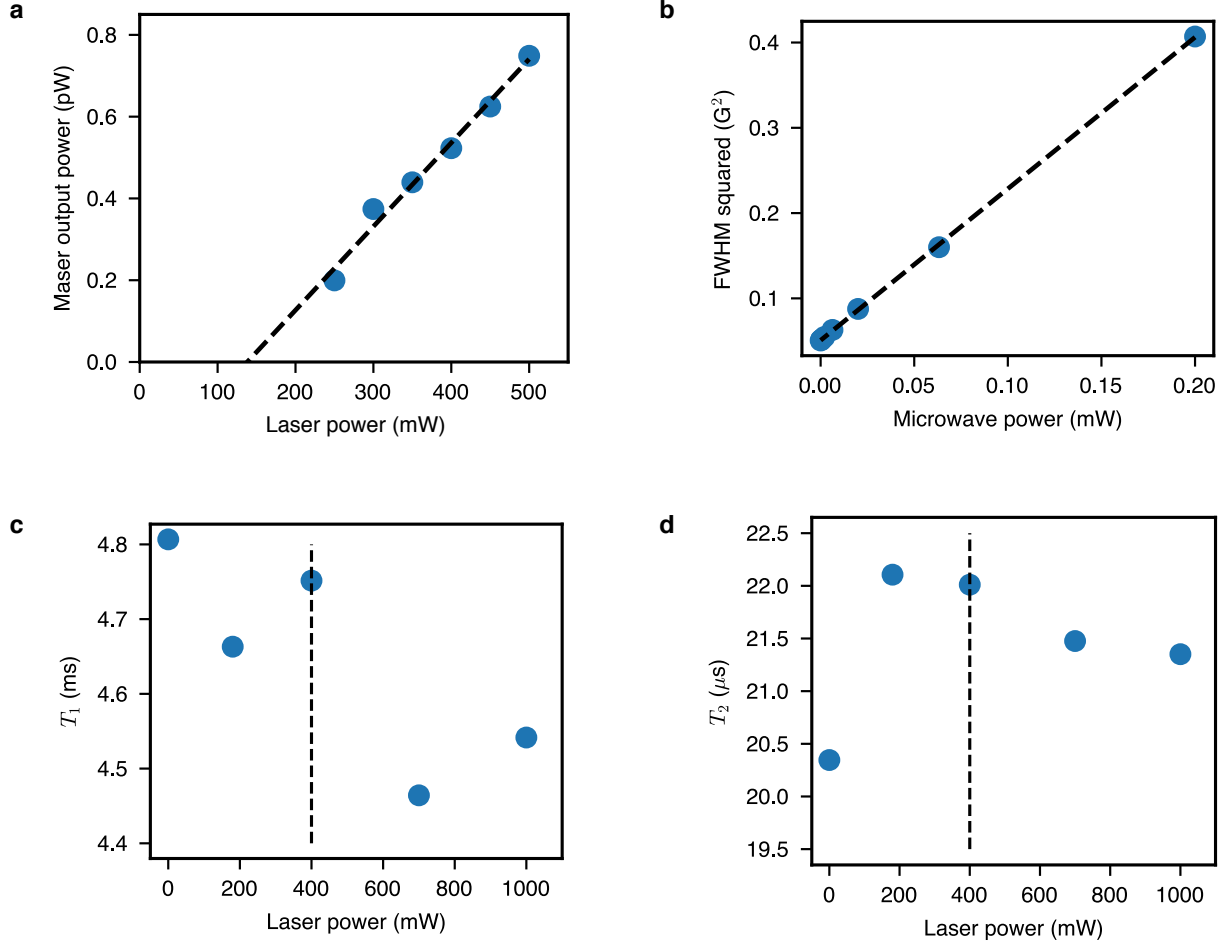 a
0.8
0.6
0.4
0.2
0.0
Maser output power (pW)
0 100 200 300 400 500
Laser power (mW)
b
0.4
0.3
0.2
0.1
FWHM squared (G²)
0.00 0.05 0.10 0.15 0.20
Microwave power (mW)
c
4.8
4.7
4.6
4.5
4.4
T₁ (ms)
0 200 400 600 800 1000
Laser power (mW)
d
22.5
22.0
21.5
21.0
20.5
20.0
19.5
T₂ (μs)
0 200 400 600 800 1000
Laser power (mW)